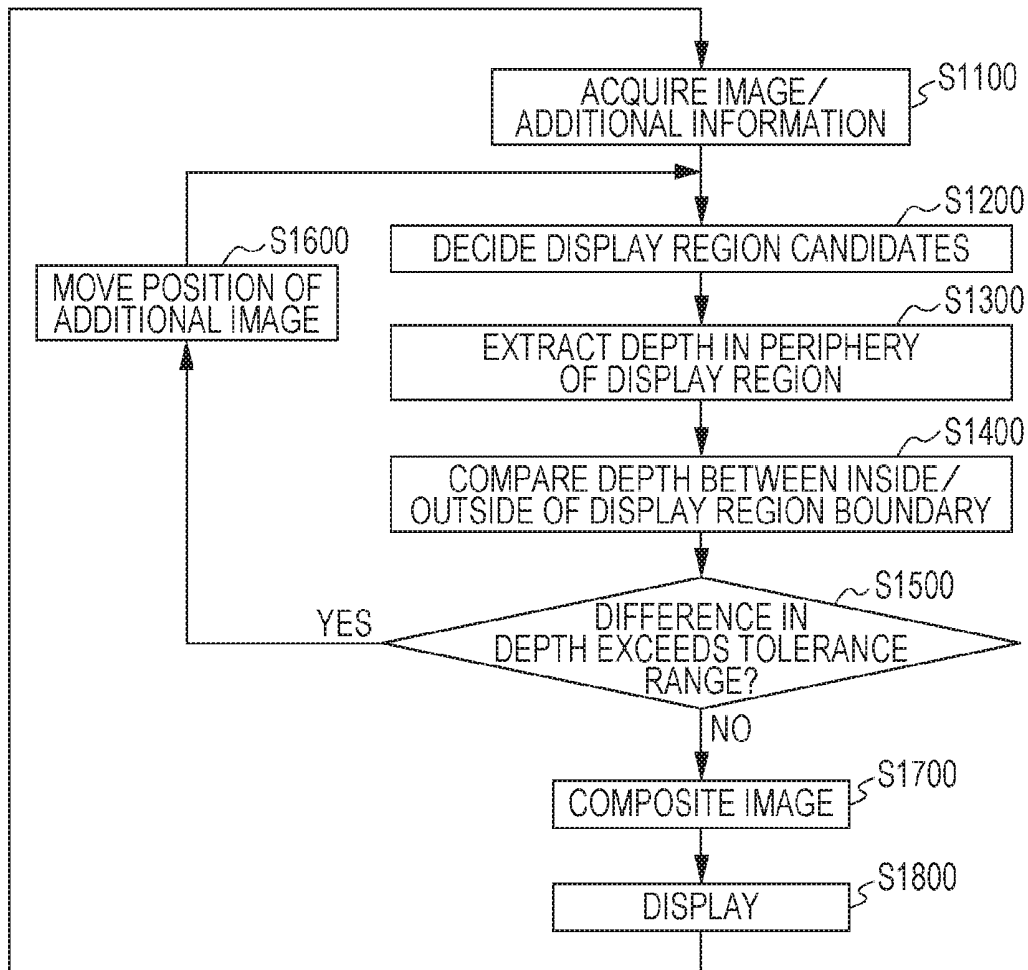 S1100
ACQUIRE IMAGE/
ADDITIONAL INFORMATION
S1200
DECIDE DISPLAY REGION CANDIDATES
S1600
MOVE POSITION OF
ADDITIONAL IMAGE
S1300
EXTRACT DEPTH IN PERIPHERY
OF DISPLAY REGION
S1400
COMPARE DEPTH BETWEEN INSIDE/
OUTSIDE OF DISPLAY REGION BOUNDARY
S1500
YES
DIFFERENCE IN
DEPTH EXCEEDS TOLERANCE
RANGE?
NO
S1700
COMPOSITE IMAGE
S1800
DISPLAY